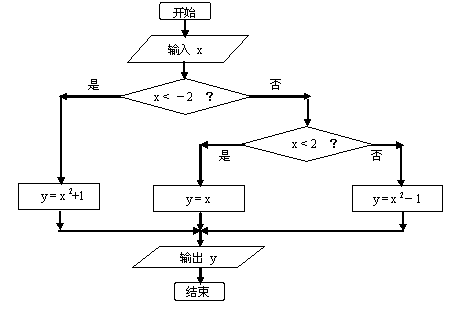 开始
输入 x
是
否
x < －2 ？
x < 2 ？
是
否
y = x²+1
y = x
y = x²－1
输出 y
结束